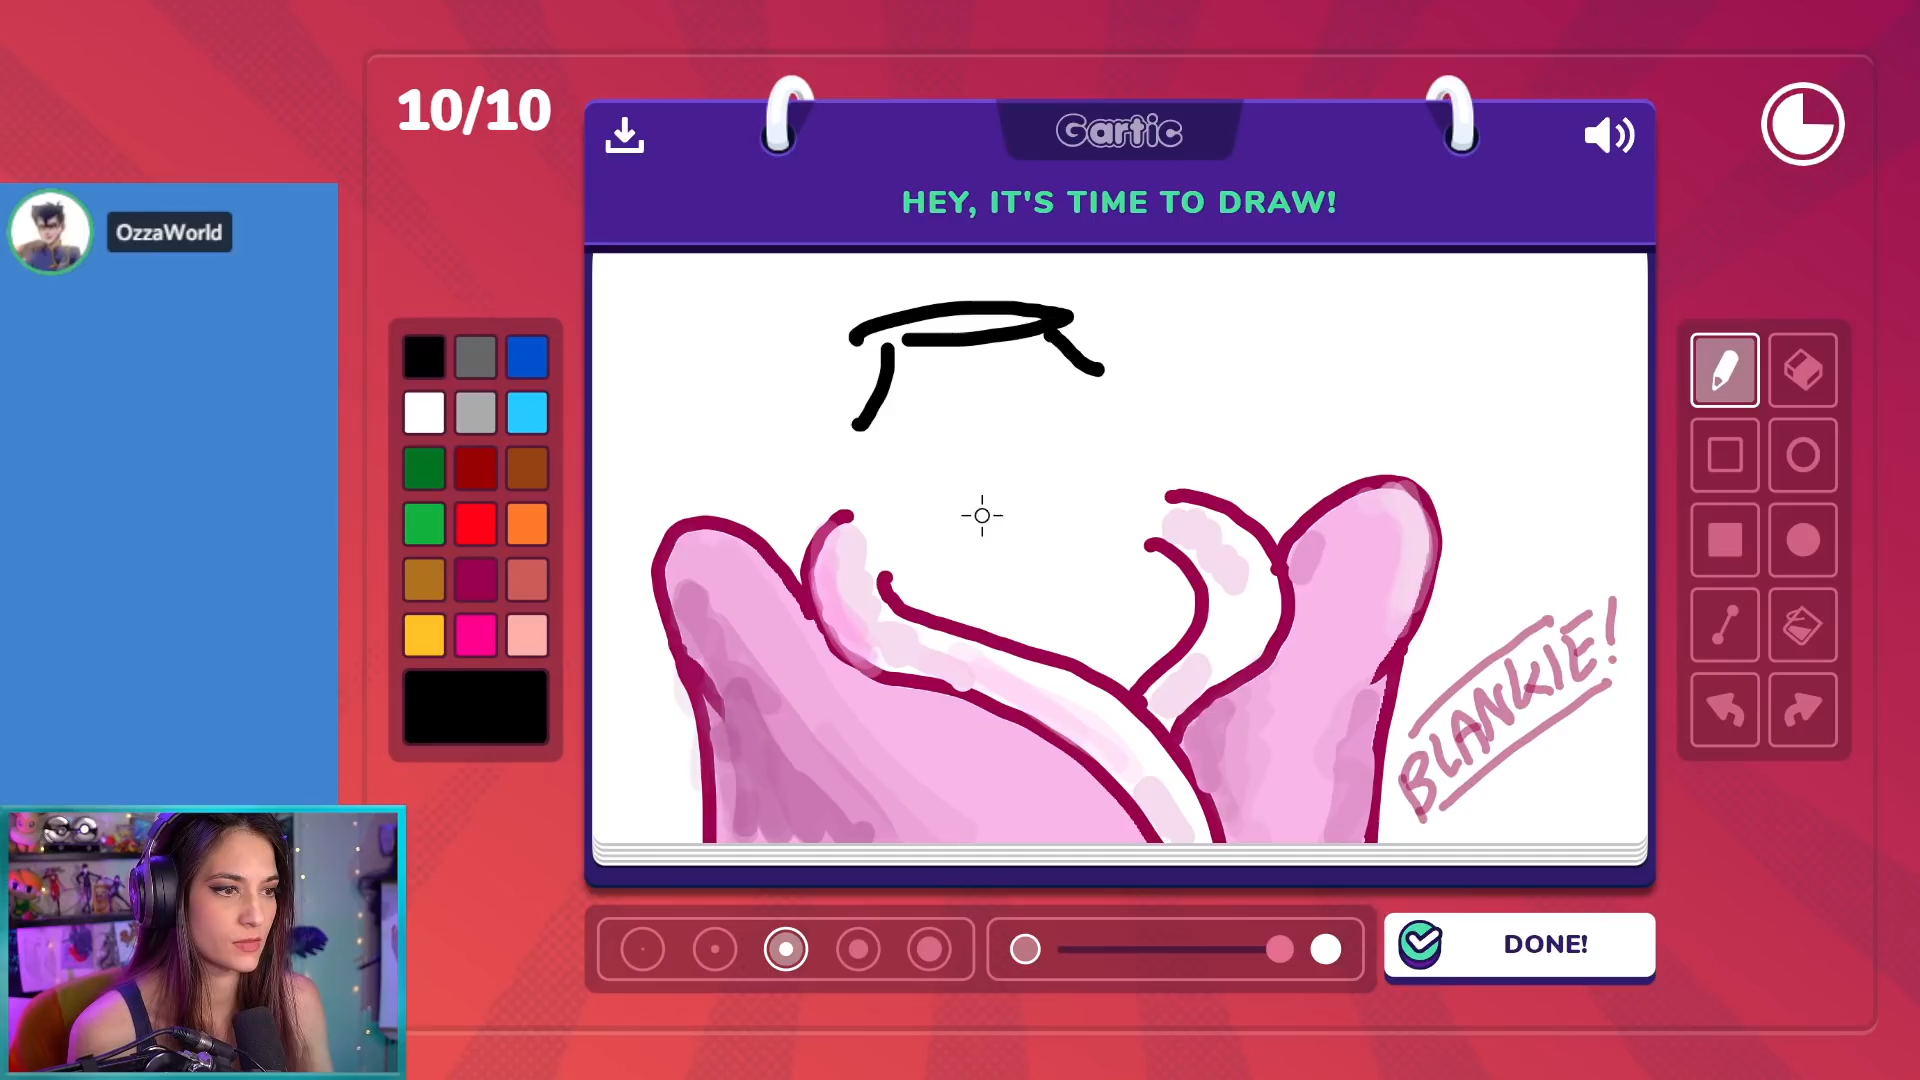 10/10
Gartic
HEY, IT'S TIME TO DRAW!
OzzaWorld
BLANKIE!
DONE!